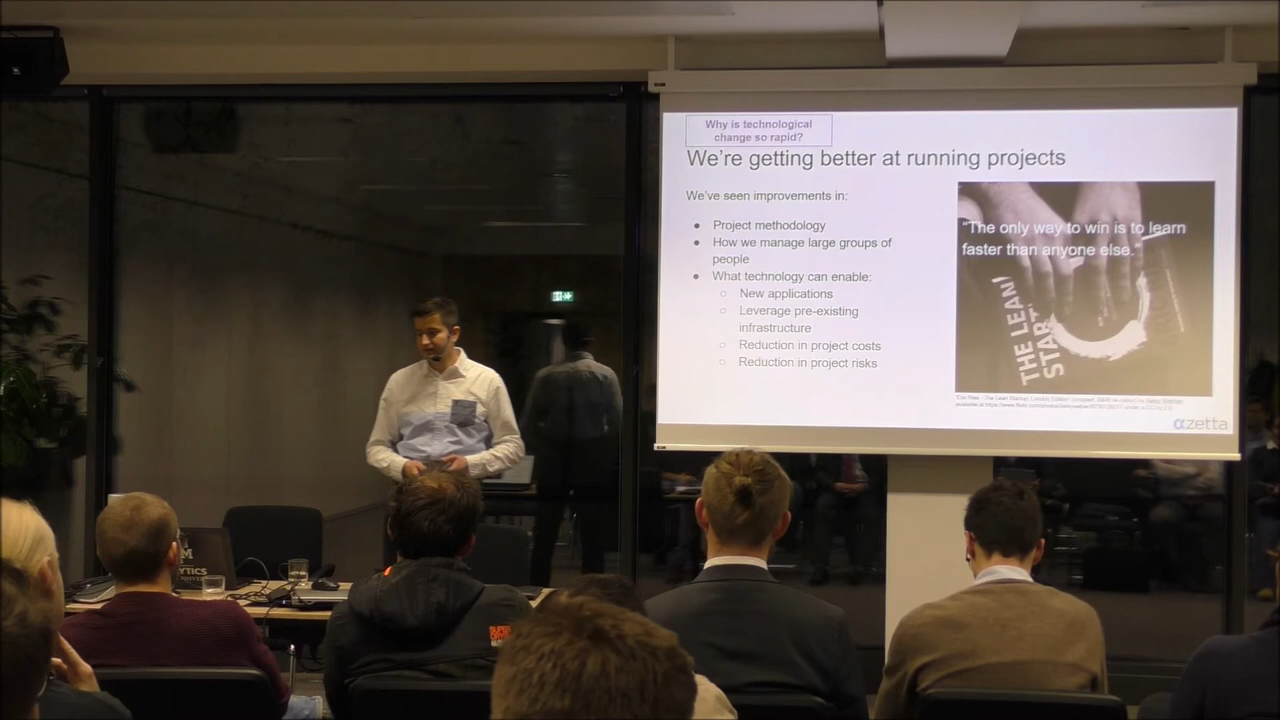 Why is technological
change so rapid?
We're getting better at running projects
We've seen improvements in:
● Project methodology
● How we manage large groups of
people
● What technology can enable:
○ New applications
○ Leverage pre-existing
infrastructure
○ Reduction in project costs
○ Reduction in project risks
"The only way to win is to learn
faster than anyone else."
THE LEAN
STAR
αzetta
M
YTICS